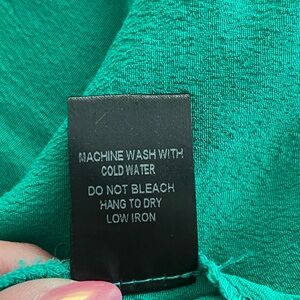 MACHINE WASH WITH
COLD WATER
DO NOT BLEACH
HANG TO DRY
LOW IRON